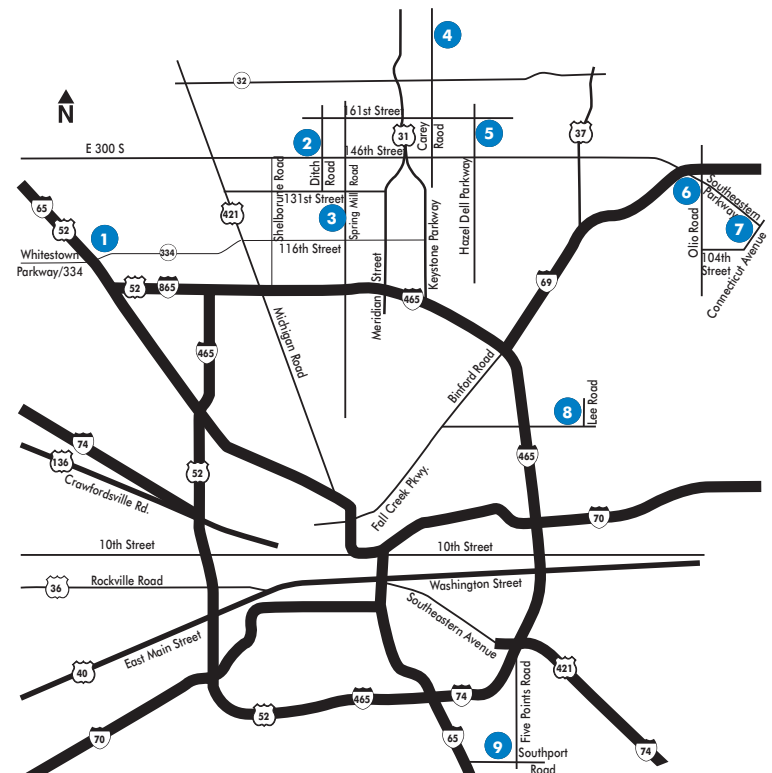 4
32
161st Street
N
31
Carey
Raod
5
37
2
146th Street
E 300 S
Ditch
Road
Shelborune Road
Spring Mill Road
131st Street
Hazel Dell Parkway
6
Southeastern
Parkway
65
52
421
3
7
1
Whitestown
Parkway/334
334
116th Street
Meridian Street
Keystone Parkway
Olio Road
104th
Street
Connecticut Avenue
52
865
465
69
465
Michigan Road
Binford Road
8
Lee Road
74
136
Crawfordsville Rd.
52
465
Fall Creek Pkwy.
70
10th Street
10th Street
36
Rockville Road
Washington Street
Southeastern Avenue
East Main Street
40
421
Five Points Road
52
465
74
70
65
9
Southport
Road
74